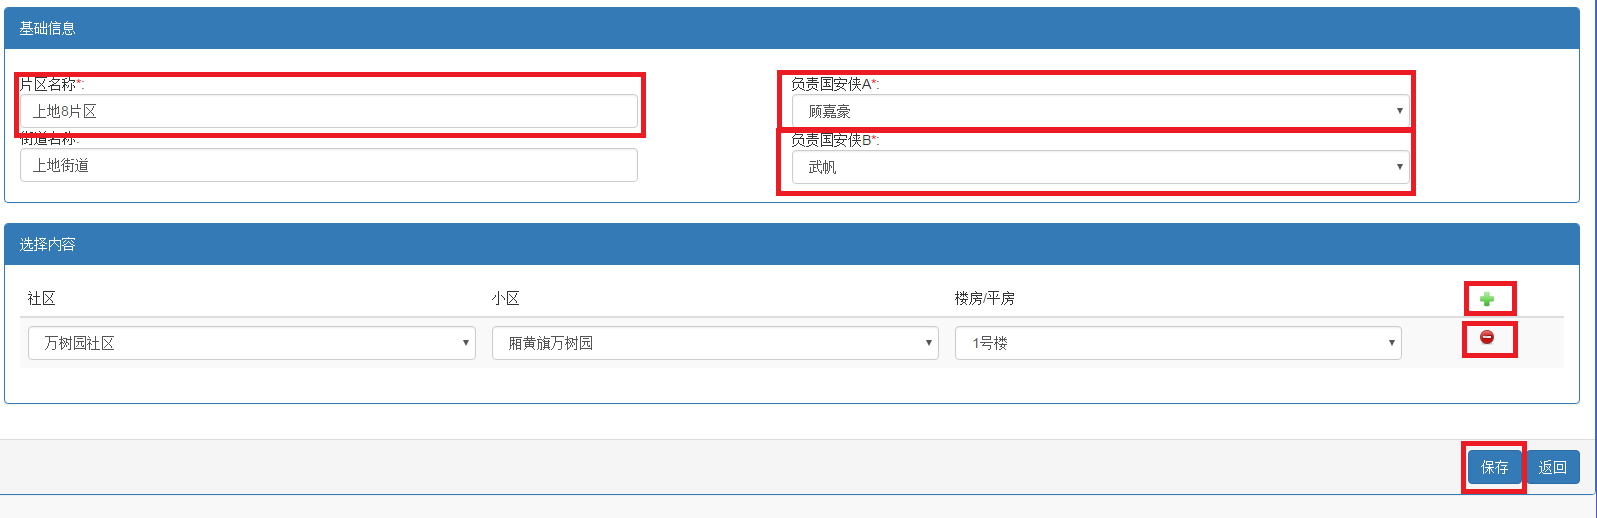 基础信息
片区名称*:
负责国安侠A*:
上地8片区
顾嘉豪
街道名称:
负责国安侠B*:
上地街道
武帆
选择内容
社区 小区 楼房/平房
万树园社区 厢黄旗万树园 1号楼
保存 返回